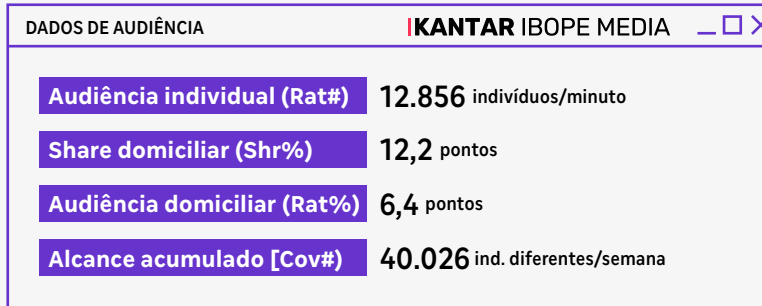 DADOS DE AUDIÊNCIA
KANTAR IBOPE MEDIA
Audiência individual (Rat#) 12.856 indivíduos/minuto
Share domiciliar (Shr%) 12,2 pontos
Audiência domiciliar (Rat%) 6,4 pontos
Alcance acumulado [Cov#) 40.026 ind. diferentes/semana